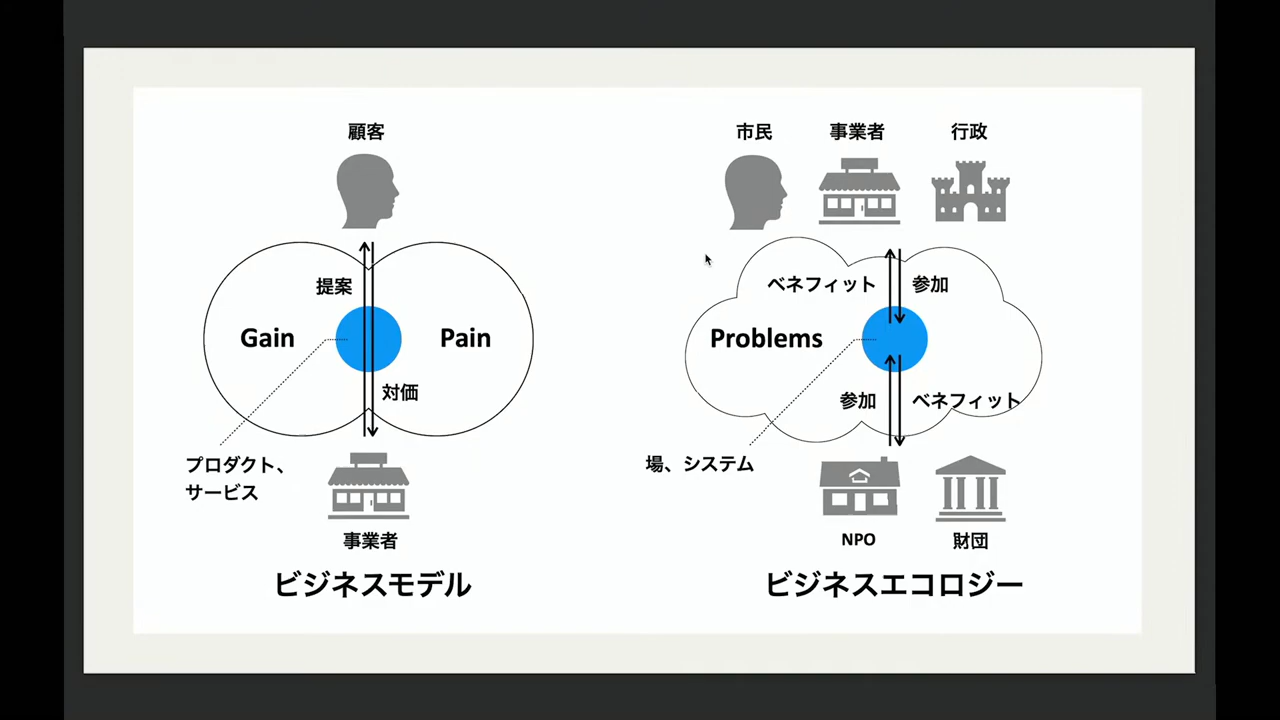 顧客
提案
Gain
Pain
対価
プロダクト、
サービス
事業者
ビジネスモデル
市民
事業者
行政
ベネフィット
参加
Problems
参加
ベネフィット
場、システム
NPO
財団
ビジネスエコロジー